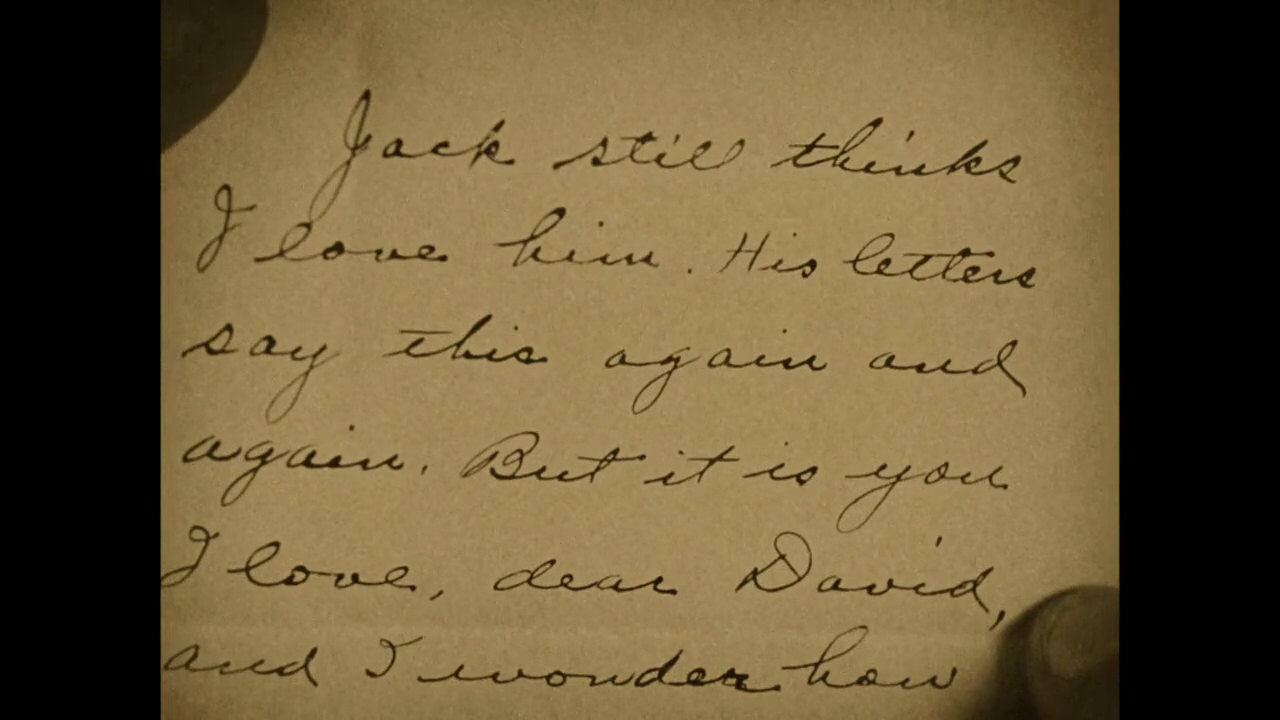 Jack still thinks
I love him. His letters
say this again and
again. But it is you
I love, dear David,
and I wonder how